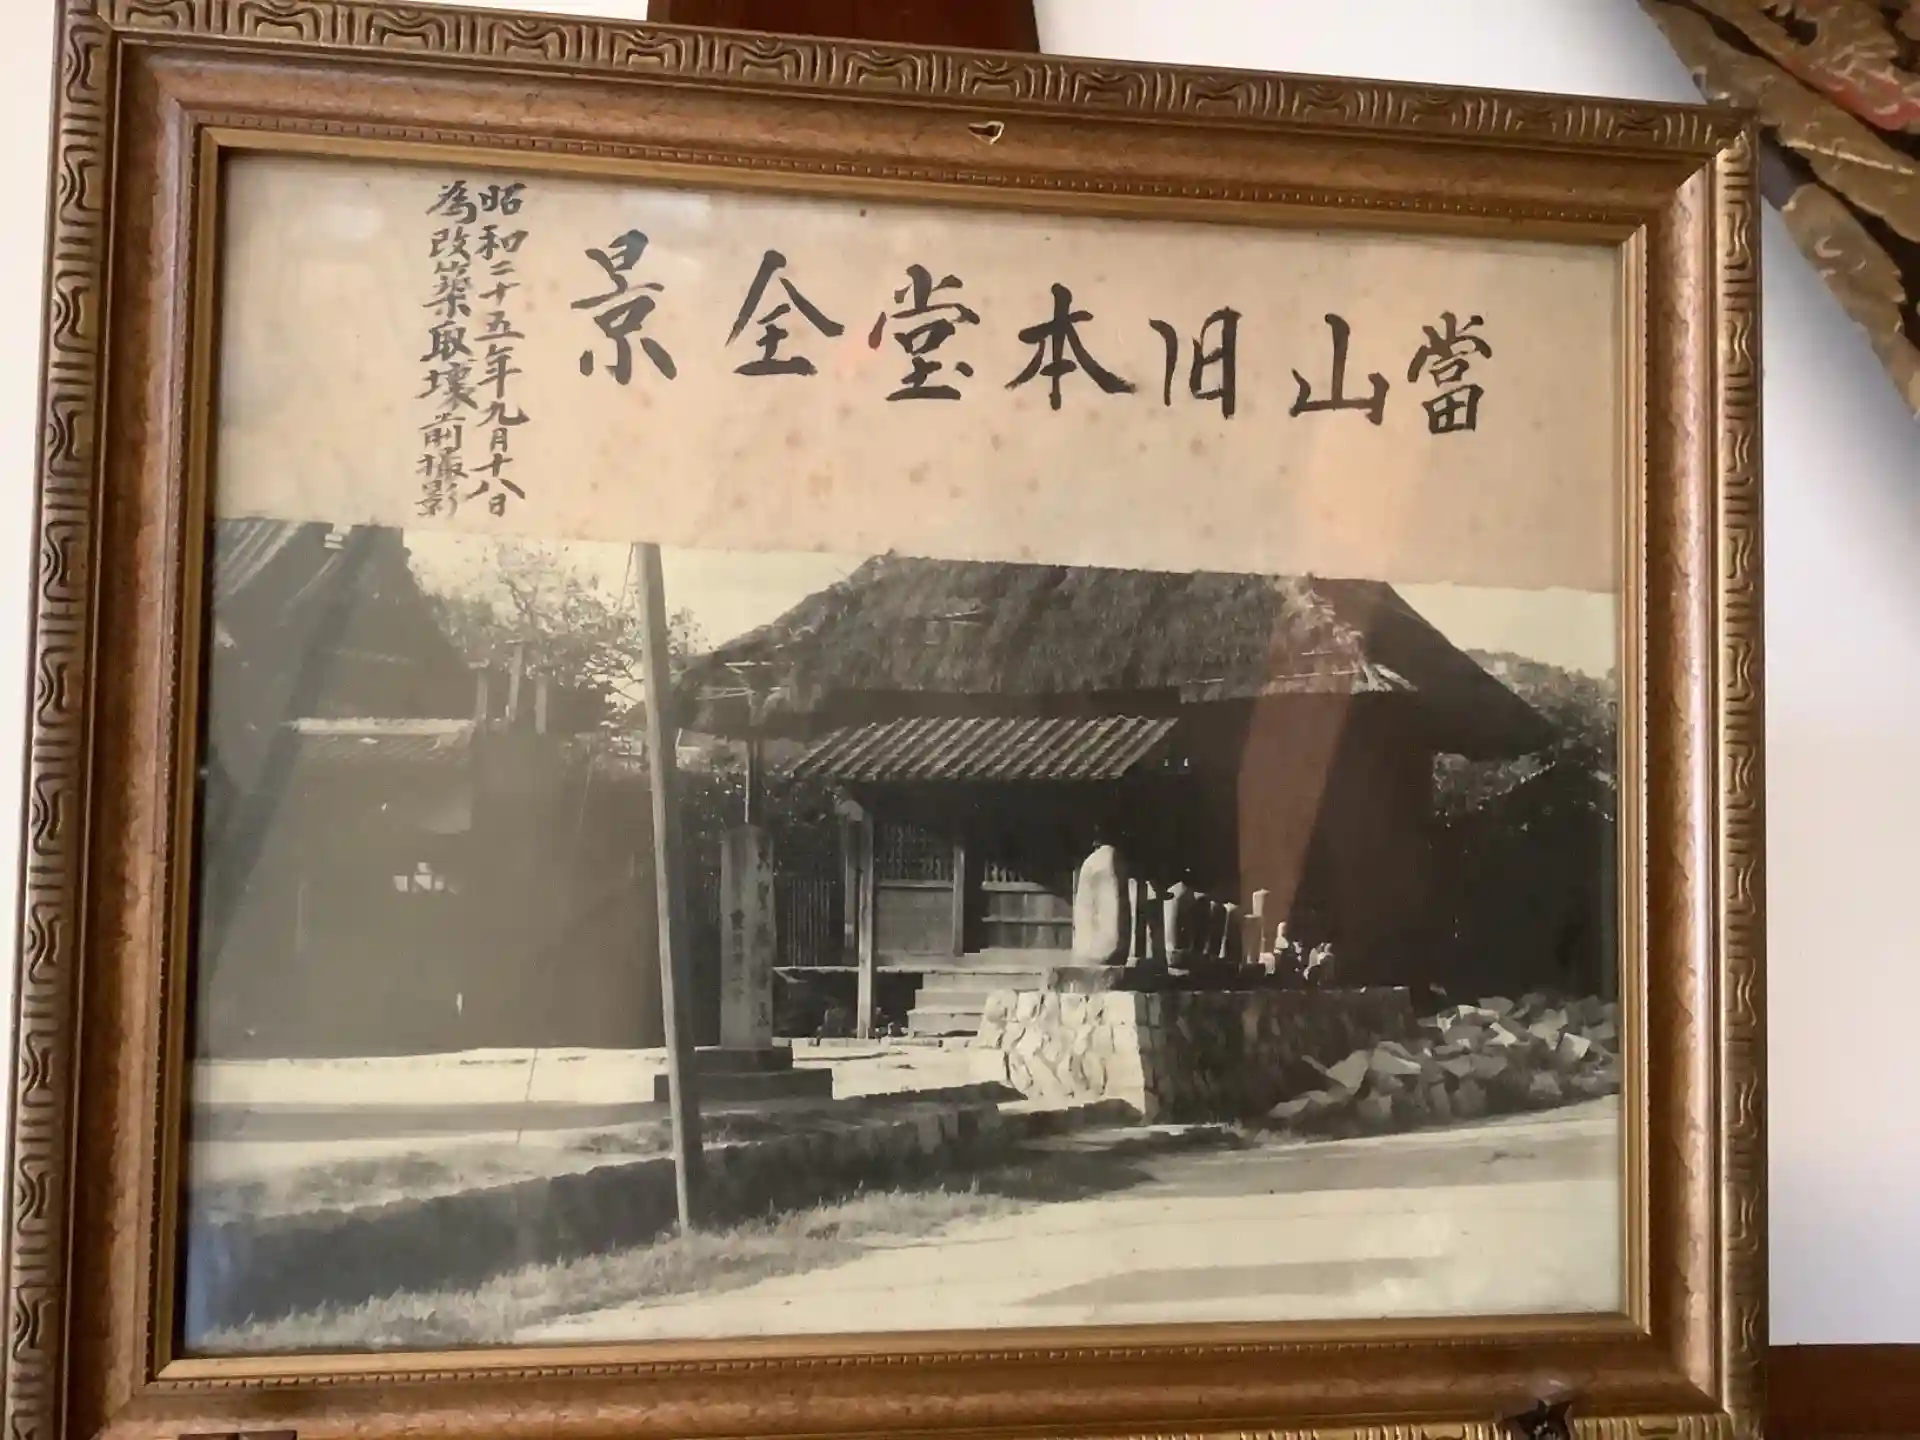 當山旧本堂全景
昭和二十五年九月十八日
為改築取壊前撮影